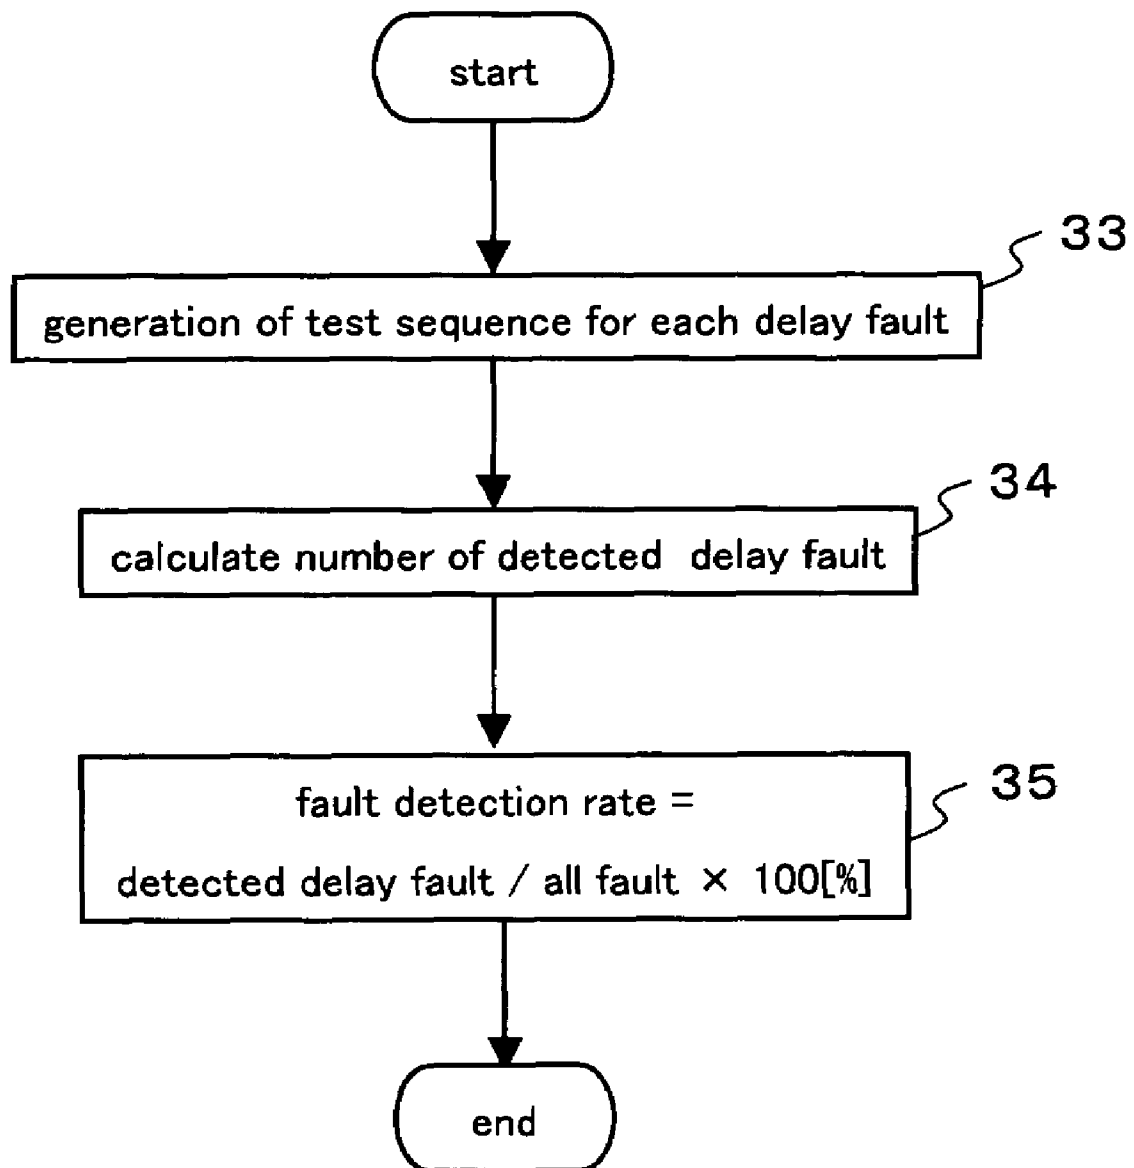 start
33
generation of test sequence for each delay fault
34
calculate number of detected delay fault
35
fault detection rate =
detected delay fault / all fault × 100[%]
end